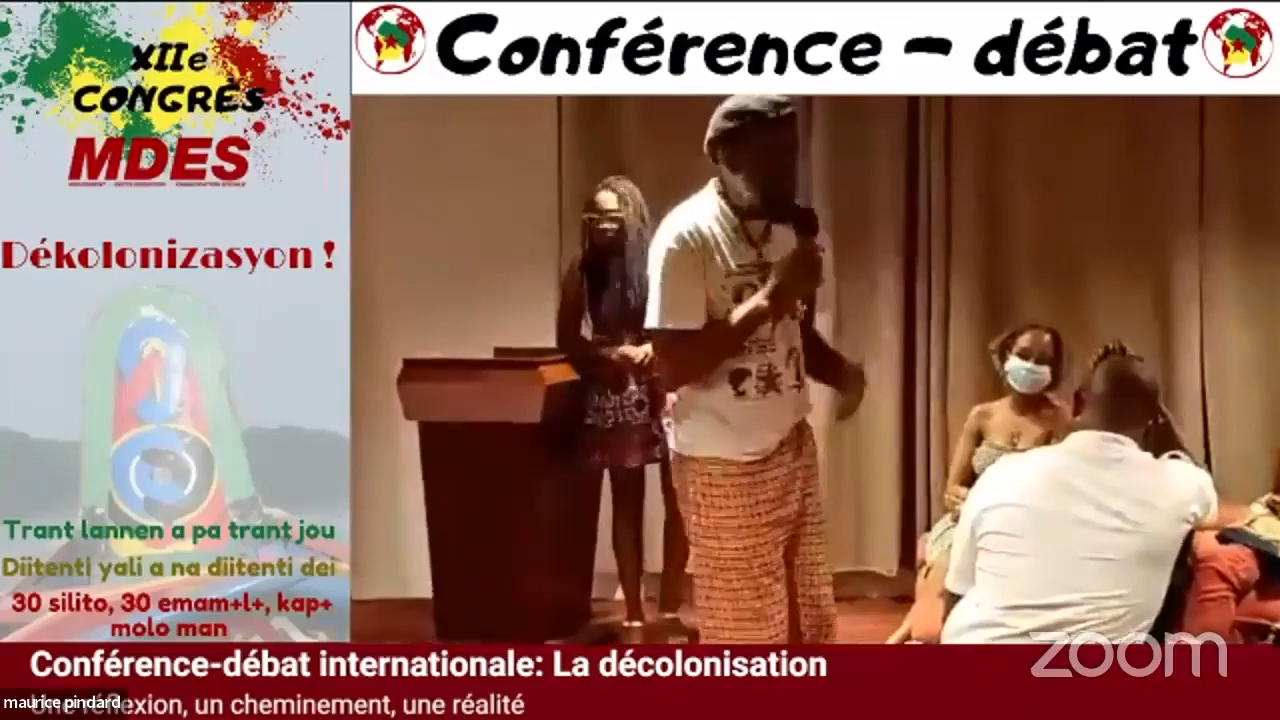 XIIe
CONGRÈS
MDES
Dékolonizasyon !
Trant lannen a pa trant jou
Diitenti yali a na diitenti dei
30 silito, 30 emam+l+, kap+
molo man
Conférence - débat
zoom
Conférence-débat internationale: La décolonisation
maurice pindard
réflexion, un cheminement, une réalité